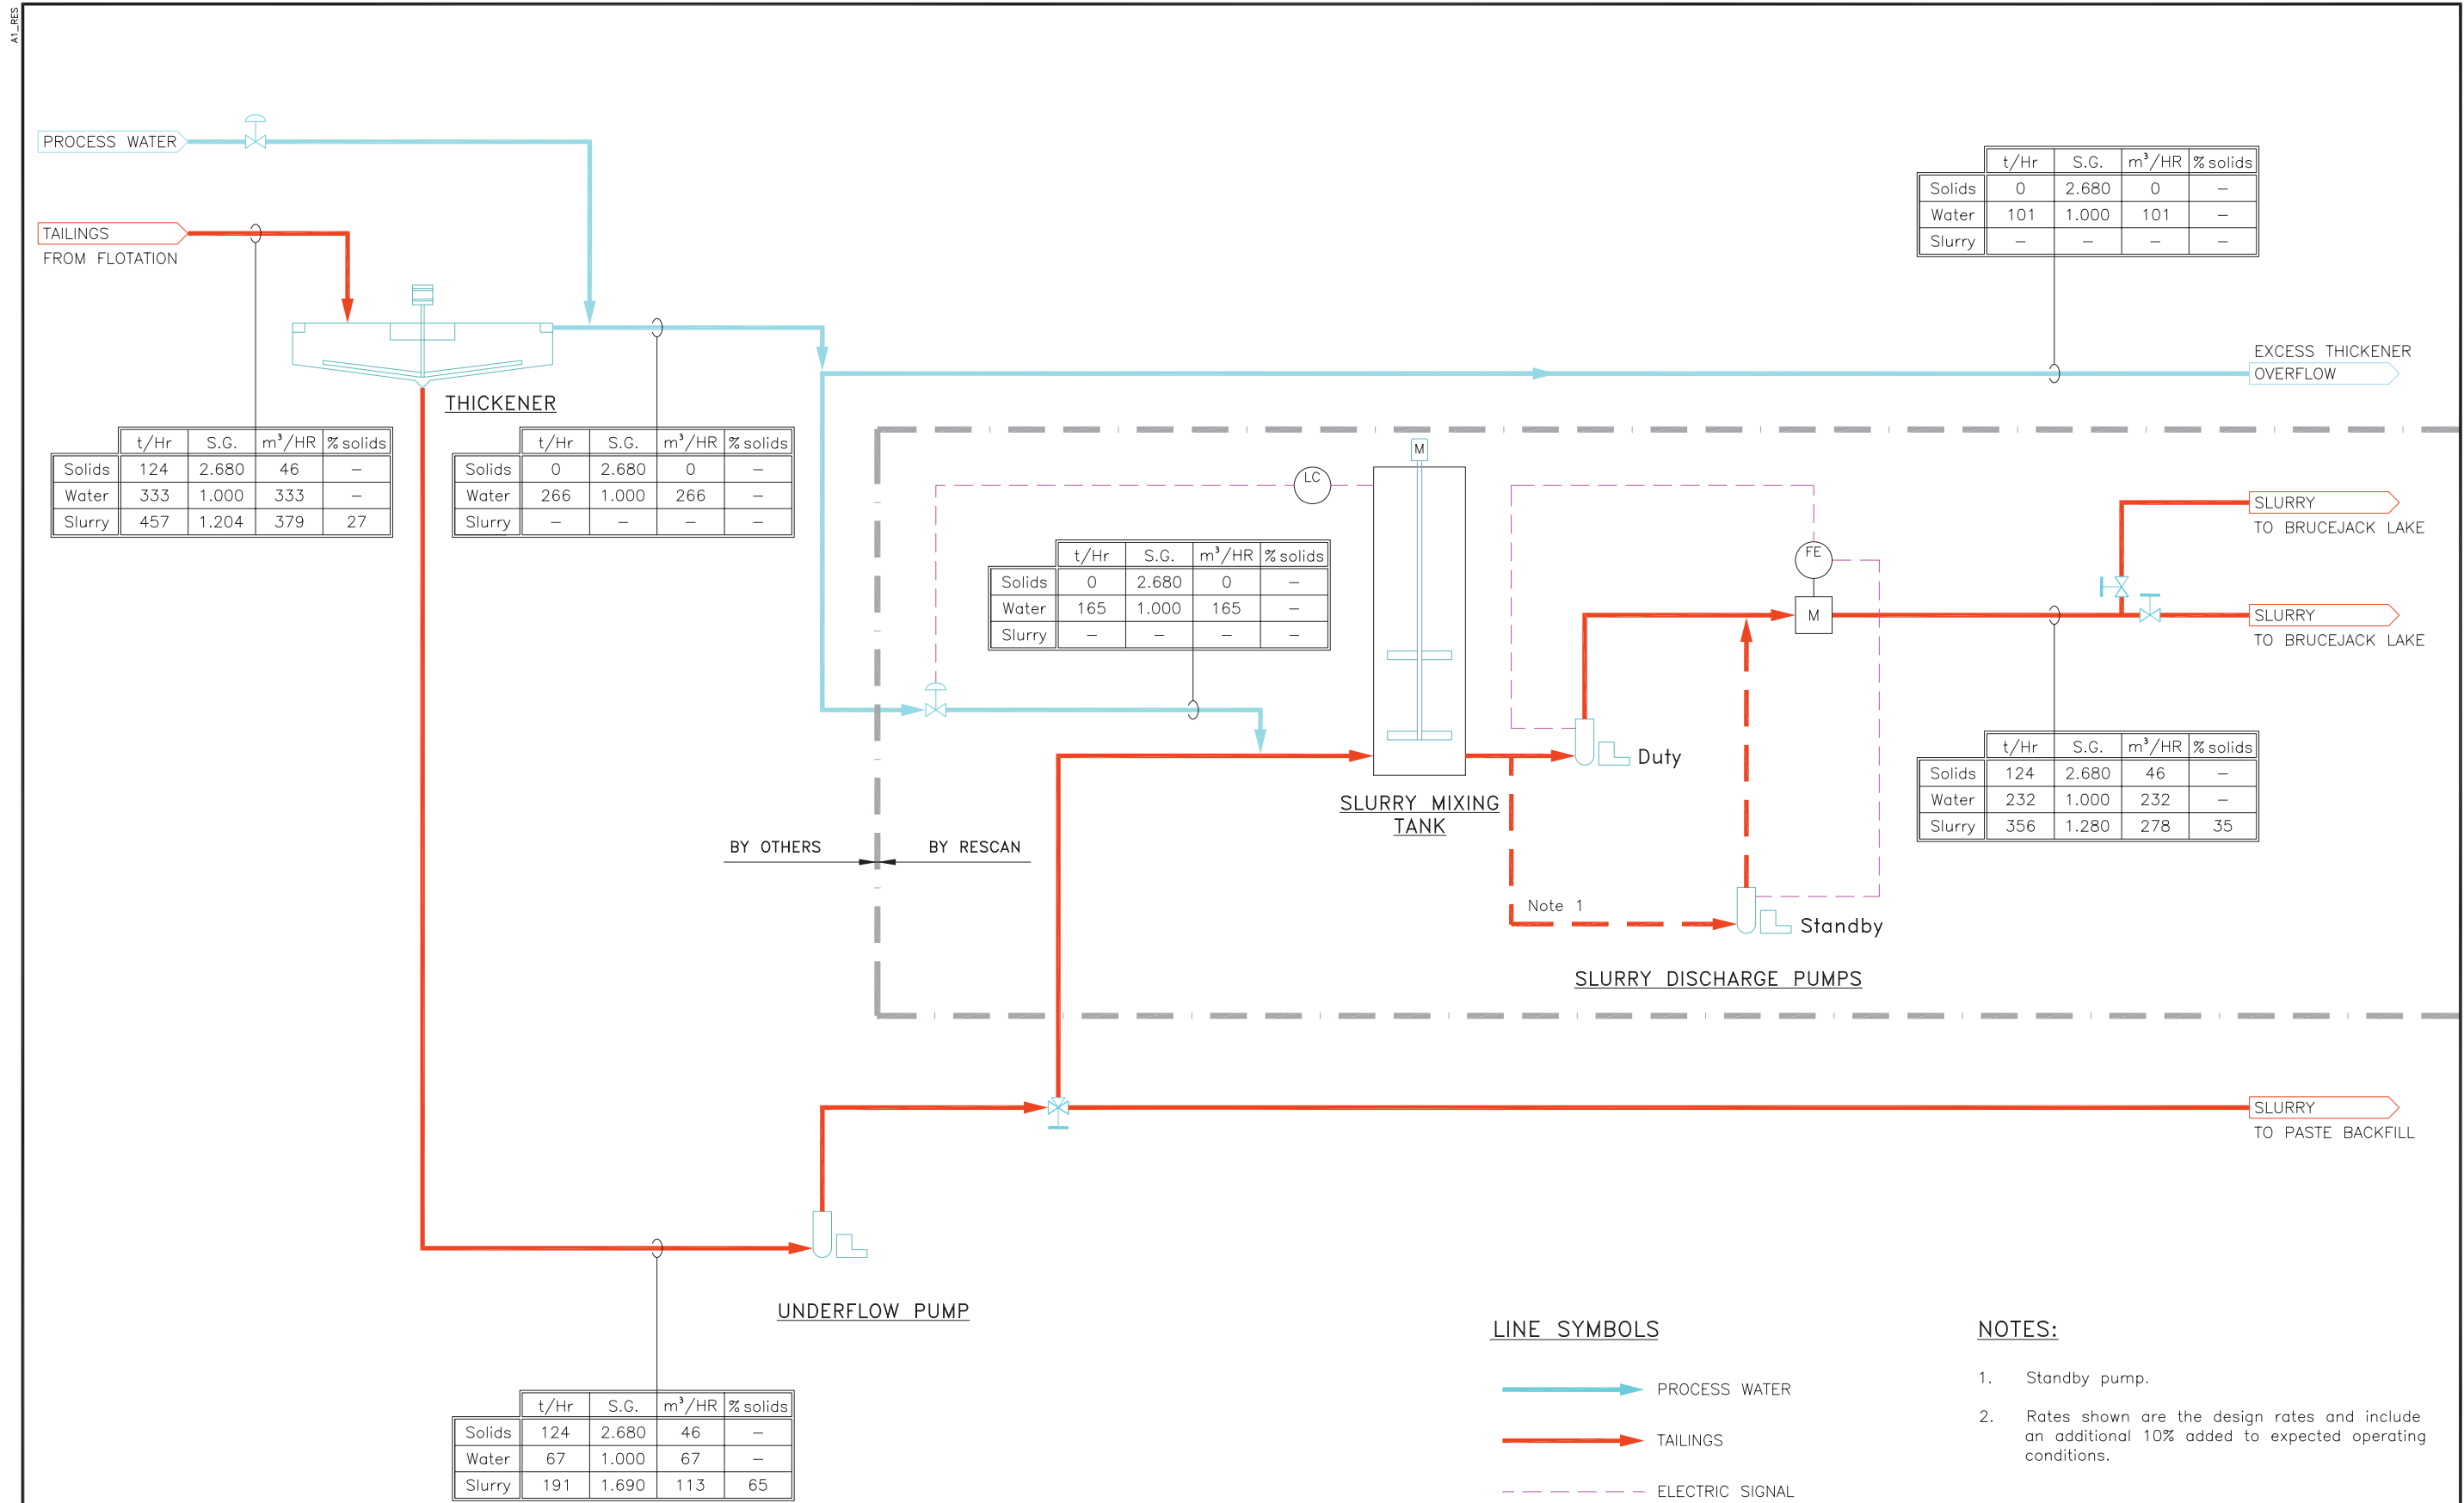 A1_RES
PROCESS WATER
TAILINGS
FROM FLOTATION
t/Hr S.G. m³/HR % solids
Solids 0 2.680 0 –
Water 101 1.000 101 –
Slurry – – – –
EXCESS THICKENER
OVERFLOW
THICKENER
t/Hr S.G. m³/HR % solids
Solids 124 2.680 46 –
Water 333 1.000 333 –
Slurry 457 1.204 379 27
t/Hr S.G. m³/HR % solids
Solids 0 2.680 0 –
Water 266 1.000 266 –
Slurry – – – –
M
LC
t/Hr S.G. m³/HR % solids
Solids 0 2.680 0 –
Water 165 1.000 165 –
Slurry – – – –
FE
M
SLURRY
TO BRUCEJACK LAKE
SLURRY
TO BRUCEJACK LAKE
Duty
SLURRY MIXING
TANK
t/Hr S.G. m³/HR % solids
Solids 124 2.680 46 –
Water 232 1.000 232 –
Slurry 356 1.280 278 35
BY OTHERS BY RESCAN
Note 1
Standby
SLURRY DISCHARGE PUMPS
SLURRY
TO PASTE BACKFILL
UNDERFLOW PUMP
t/Hr S.G. m³/HR % solids
Solids 124 2.680 46 –
Water 67 1.000 67 –
Slurry 191 1.690 113 65
LINE SYMBOLS
PROCESS WATER
TAILINGS
ELECTRIC SIGNAL
NOTES:
1. Standby pump.
2. Rates shown are the design rates and include
an additional 10% added to expected operating
conditions.